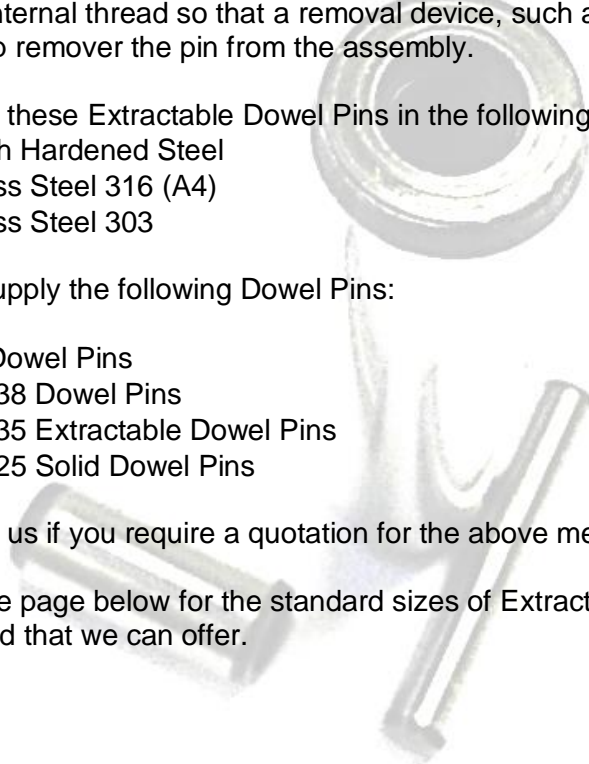 nternal thread so that a removal device, such a
o remover the pin from the assembly.
these Extractable Dowel Pins in the following
h Hardened Steel
ss Steel 316 (A4)
ss Steel 303
upply the following Dowel Pins:
Dowel Pins
38 Dowel Pins
35 Extractable Dowel Pins
25 Solid Dowel Pins
us if you require a quotation for the above me
e page below for the standard sizes of Extract
d that we can offer.